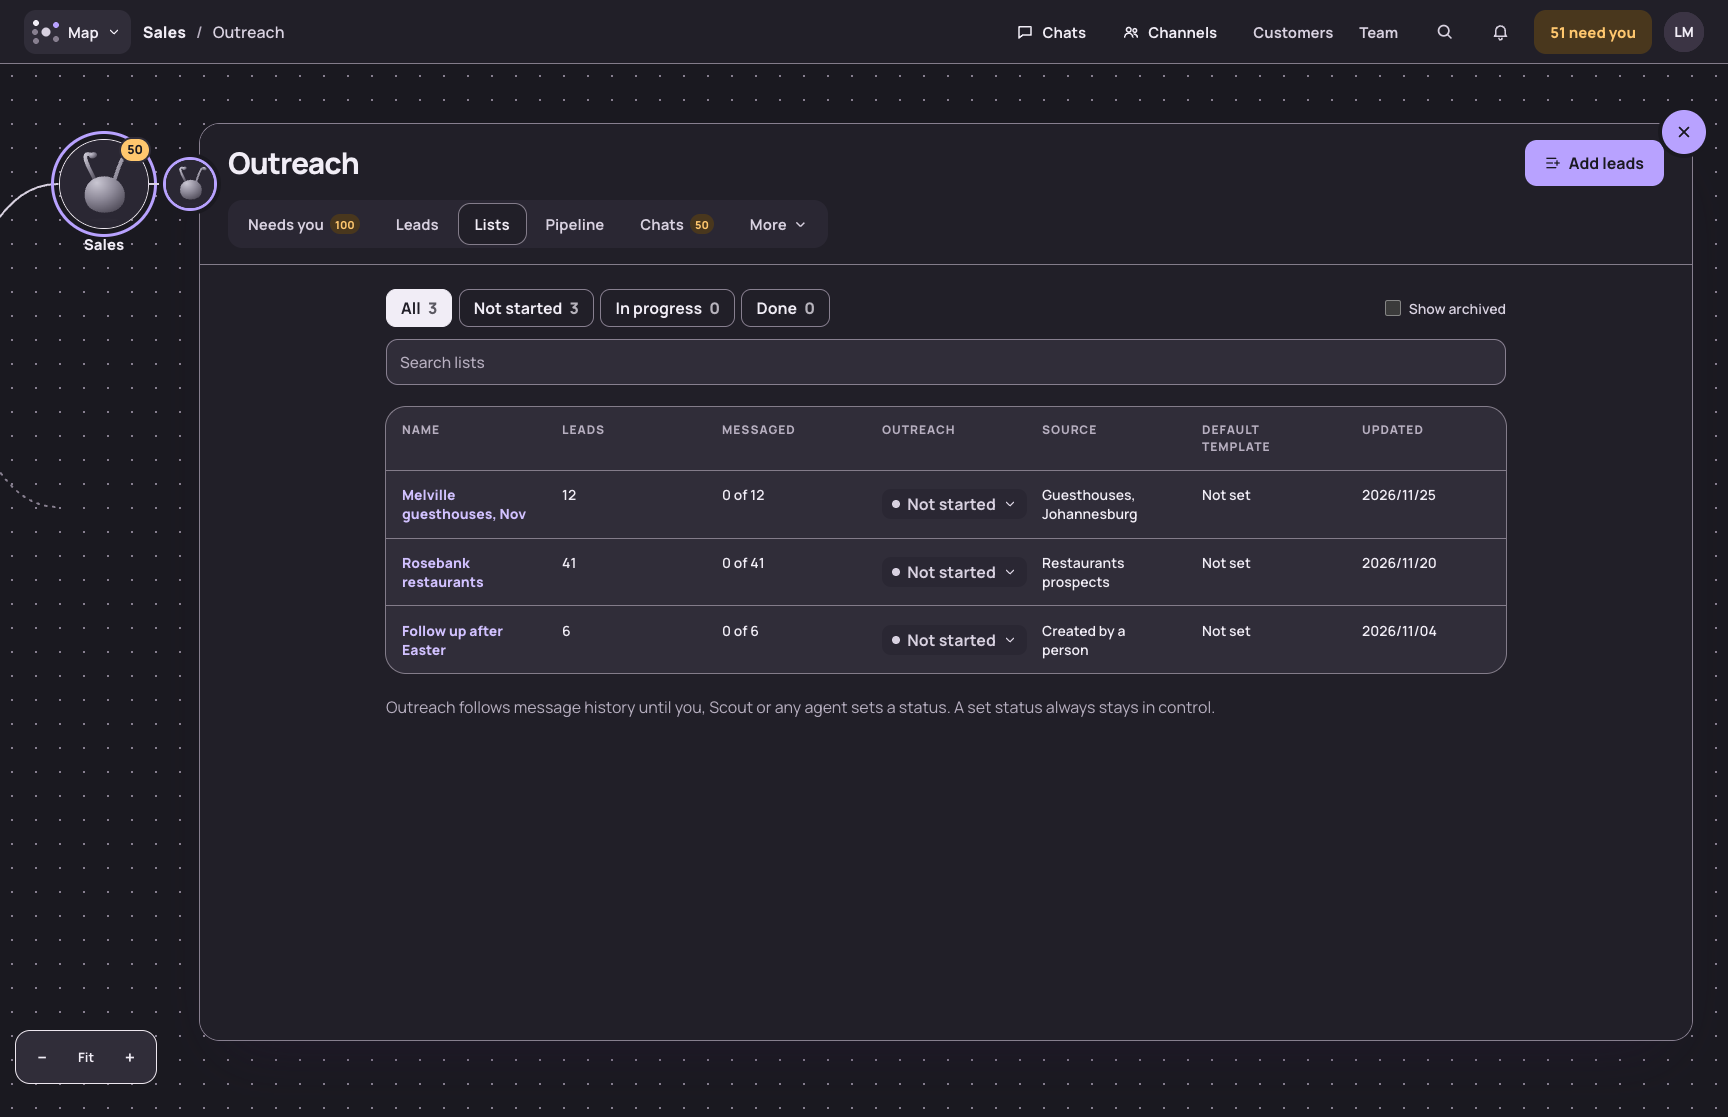 Map
Sales / Outreach
Chats
Channels
Customers
Team
51 need you
LM
50
Sales
Outreach
Add leads
Needs you 100
Leads
Lists
Pipeline
Chats 50
More
All 3
Not started 3
In progress 0
Done 0
Show archived
Search lists
NAME
LEADS
MESSAGED
OUTREACH
SOURCE
DEFAULT TEMPLATE
UPDATED
Melville guesthouses, Nov
12
0 of 12
Not started
Guesthouses, Johannesburg
Not set
2026/11/25
Rosebank restaurants
41
0 of 41
Not started
Restaurants prospects
Not set
2026/11/20
Follow up after Easter
6
0 of 6
Not started
Created by a person
Not set
2026/11/04
Outreach follows message history until you, Scout or any agent sets a status. A set status always stays in control.
− Fit +